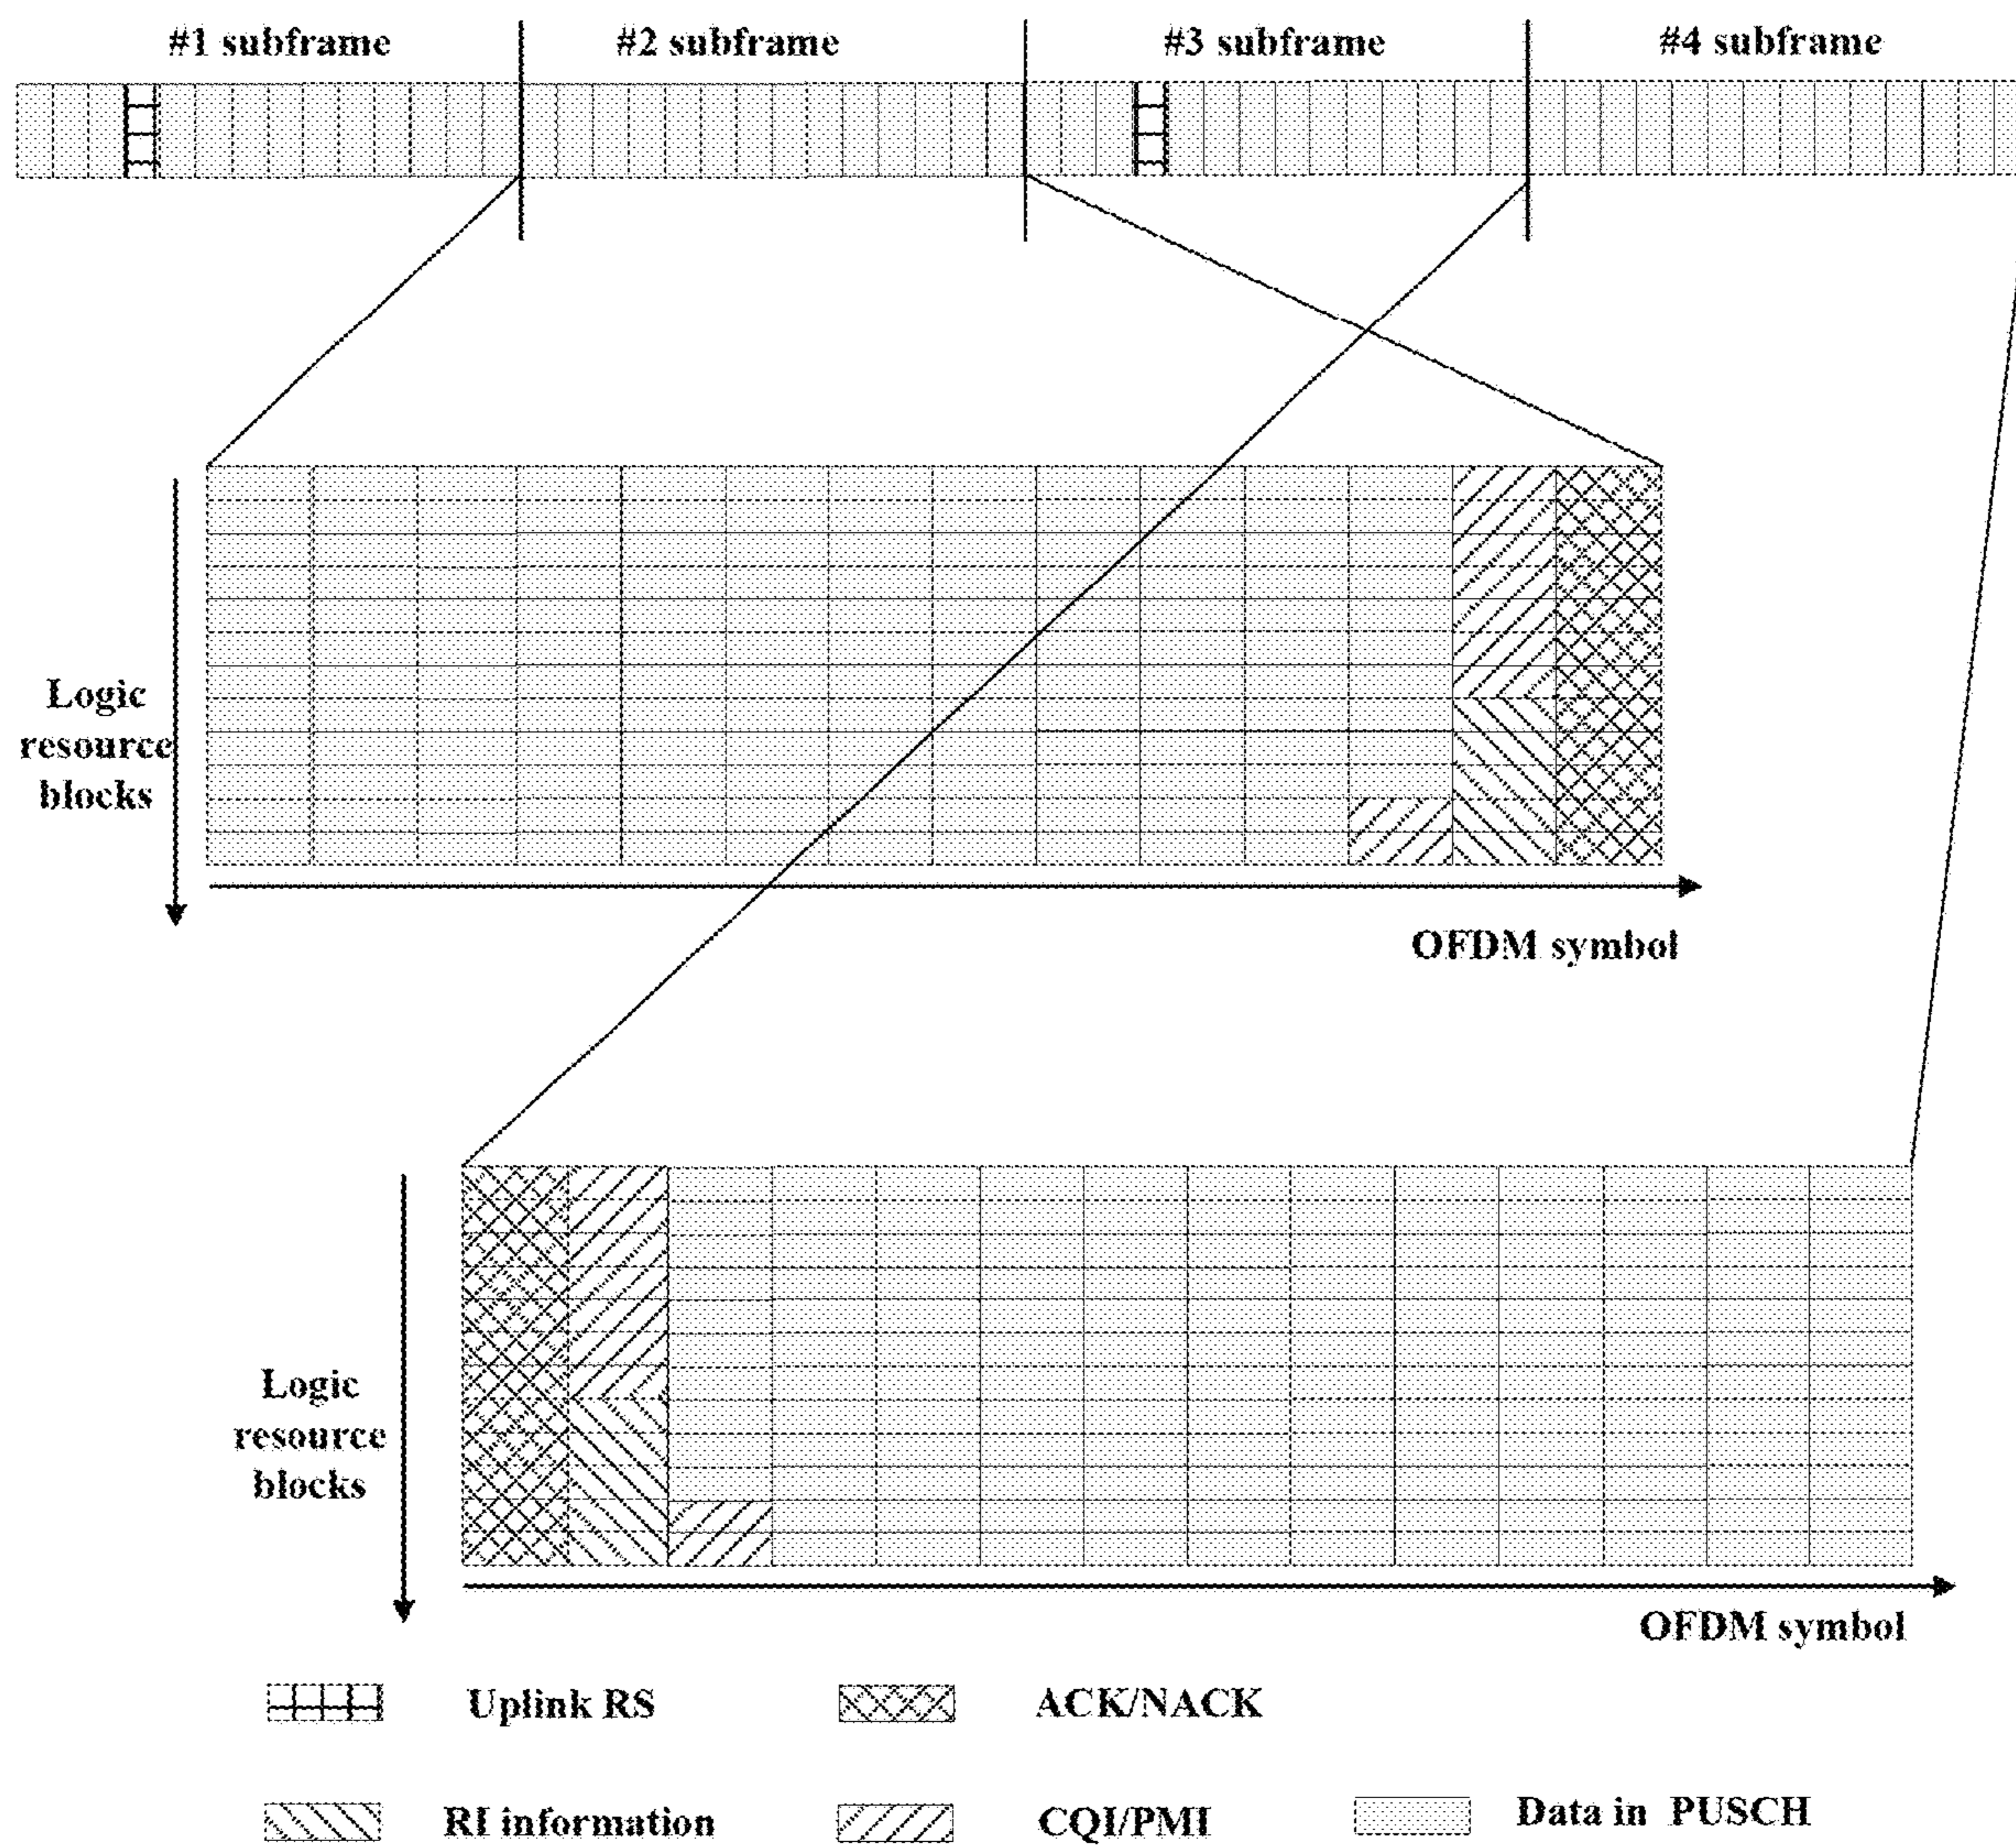 #1 subframe
#2 subframe
#3 subframe
#4 subframe
Logic
resource
blocks
OFDM symbol
Logic
resource
blocks
OFDM symbol
Uplink RS
ACK/NACK
RI information
CQI/PMI
Data in PUSCH